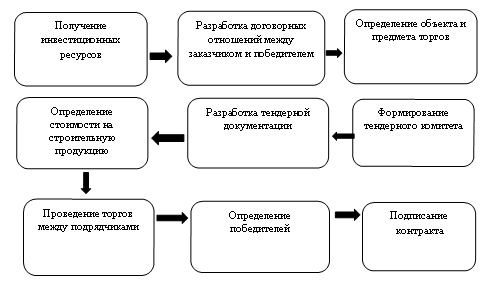 Получение
инвестиционных
ресурсов
Разработка договорных
отношений между
заказчиком и победителем
Определение объекта и
предмета торгов
Определение
стоимости на
строительную
продукцию
Разработка тендерной
документации
Формирование
тендерного комитета
Проведение торгов
между подрядчиками
Определение
победителей
Подписание
контракта